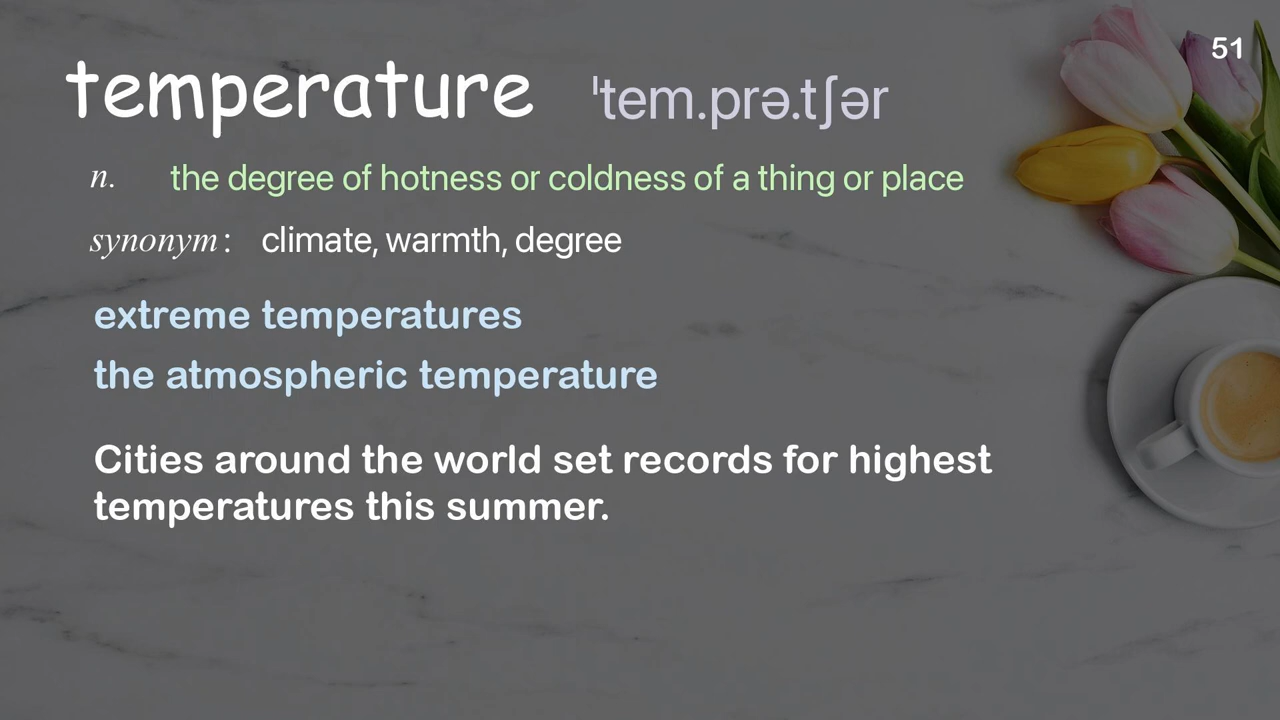 51
temperature ˈtem.prə.tʃər
n. the degree of hotness or coldness of a thing or place
synonym: climate, warmth, degree
extreme temperatures
the atmospheric temperature
Cities around the world set records for highest
temperatures this summer.